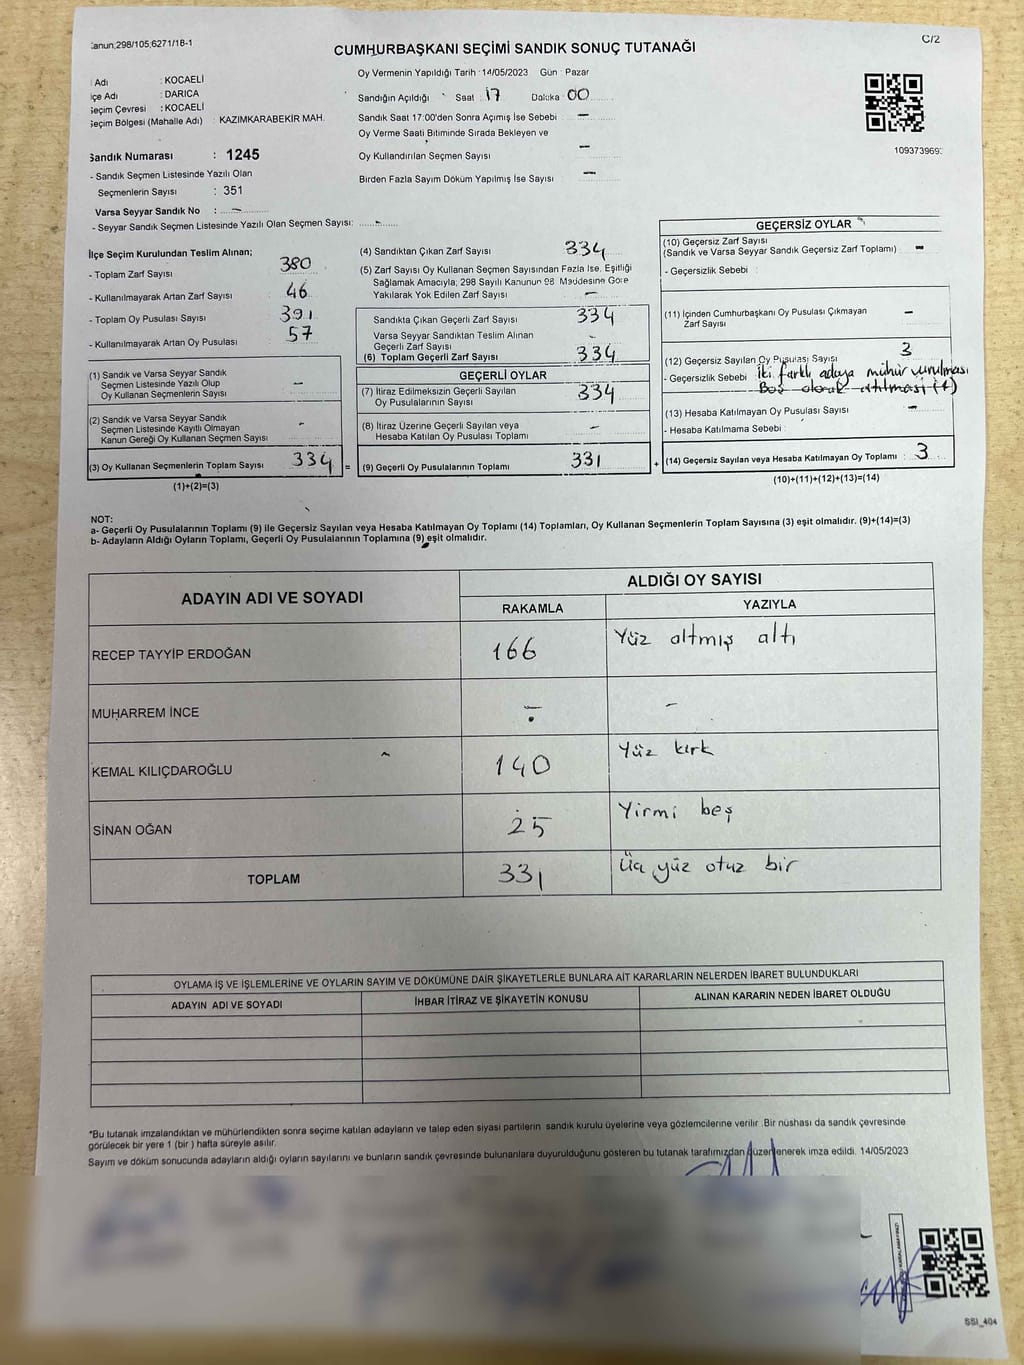 Kanun;298/105;6271/18-1
C/2
CUMHURBAŞKANI SEÇİMİ SANDIK SONUÇ TUTANAĞI
Adı : KOCAELİ
lçe Adı : DARICA
Seçim Çevresi : KOCAELİ
Seçim Bölgesi (Mahalle Adı) : KAZIMKARABEKİR MAH.
Sandık Numarası : 1245
- Sandık Seçmen Listesinde Yazılı Olan
Seçmenlerin Sayısı : 351
Varsa Seyyar Sandık No : -
- Seyyar Sandık Seçmen Listesinde Yazılı Olan Seçmen Sayısı: -
Oy Vermenin Yapıldığı Tarih : 14/05/2023 Gün : Pazar
Sandığın Açıldığı Saat : 17 Dakika 00
Sandık Saat 17:00'den Sonra Açımış İse Sebebi : -
Oy Verme Saati Bitiminde Sırada Bekleyen ve
Oy Kullandırılan Seçmen Sayısı : -
Birden Fazla Sayım Döküm Yapılmış İse Sayısı : -
109373969
İlçe Seçim Kurulundan Teslim Alınan;
- Toplam Zarf Sayısı 380
- Kullanılmayarak Artan Zarf Sayısı 46
- Toplam Oy Pusulası Sayısı 391
- Kullanılmayarak Artan Oy Pusulası 57
(1) Sandık ve Varsa Seyyar Sandık
Seçmen Listesinde Yazılı Olup
Oy Kullanan Seçmenlerin Sayısı -
(2) Sandık ve Varsa Seyyar Sandık
Seçmen Listesinde Kayıtlı Olmayan
Kanun Gereği Oy Kullanan Seçmen Sayısı -
(3) Oy Kullanan Seçmenlerin Toplam Sayısı 334 =
(1)+(2)=(3)
(4) Sandıktan Çıkan Zarf Sayısı 334
(5) Zarf Sayısı Oy Kullanan Seçmen Sayısından Fazla İse, Eşitliği
Sağlamak Amacıyla; 298 Sayılı Kanunun 98. Maddesine Göre
Yakılarak Yok Edilen Zarf Sayısı -
Sandıkta Çıkan Geçerli Zarf Sayısı 334
Varsa Seyyar Sandıktan Teslim Alınan
Geçerli Zarf Sayısı -
(6) Toplam Geçerli Zarf Sayısı 334
GEÇERLİ OYLAR
(7) İtiraz Edilmeksizin Geçerli Sayılan
Oy Pusulalarının Sayısı 334
(8) İtiraz Üzerine Geçerli Sayılan veya
Hesaba Katılan Oy Pusulası Toplamı -
(9) Geçerli Oy Pusulalarının Toplamı 331 +
GEÇERSİZ OYLAR
(10) Geçersiz Zarf Sayısı
(Sandık ve Varsa Seyyar Sandık Geçersiz Zarf Toplamı) -
- Geçersizlik Sebebi :
(11) İçinden Cumhurbaşkanı Oy Pusulası Çıkmayan
Zarf Sayısı -
(12) Geçersiz Sayılan Oy Pusulası Sayısı 3
- Geçersizlik Sebebi iki farklı adaya mühür vurulması
Boş olarak atılması (1)
(13) Hesaba Katılmayan Oy Pusulası Sayısı -
- Hesaba Katılmama Sebebi :
(14) Geçersiz Sayılan veya Hesaba Katılmayan Oy Toplamı : 3
(10)+(11)+(12)+(13)=(14)
NOT:
a- Geçerli Oy Pusulalarının Toplamı (9) ile Geçersiz Sayılan veya Hesaba Katılmayan Oy Toplamı (14) Toplamları, Oy Kullanan Seçmenlerin Toplam Sayısına (3) eşit olmalıdır. (9)+(14)=(3)
b- Adayların Aldığı Oyların Toplamı, Geçerli Oy Pusulalarının Toplamına (9) eşit olmalıdır.
ADAYIN ADI VE SOYADI
ALDIĞI OY SAYISI
RAKAMLA YAZIYLA
RECEP TAYYİP ERDOĞAN 166 Yüz altmış altı
MUHARREM İNCE - -
KEMAL KILIÇDAROĞLU 140 Yüz kırk
SİNAN OĞAN 25 Yirmi beş
TOPLAM 331 Üç yüz otuz bir
OYLAMA İŞ VE İŞLEMLERİNE VE OYLARIN SAYIM VE DÖKÜMÜNE DAİR ŞİKAYETLERLE BUNLARA AİT KARARLARIN NELERDEN İBARET BULUNDUKLARI
ADAYIN ADI VE SOYADI İHBAR İTİRAZ VE ŞİKAYETİN KONUSU ALINAN KARARIN NEDEN İBARET OLDUĞU
*Bu tutanak imzalandıktan ve mühürlendikten sonra seçime katılan adayların ve talep eden siyasi partilerin sandık kurulu üyelerine veya gözlemcilerine verilir. Bir nüshası da sandık çevresinde
görülecek bir yere 1 (bir) hafta süreyle asılır.
Sayım ve döküm sonucunda adayların aldığı oyların sayılarını ve bunların sandık çevresinde bulunanlara duyurulduğunu gösteren bu tutanak tarafımızdan düzenlenerek imza edildi. 14/05/2023
SSI_404